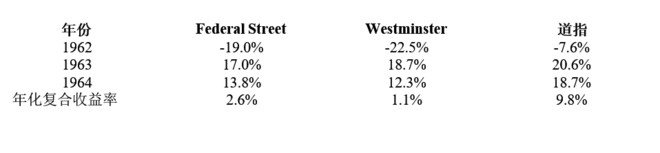 年份 Federal Street Westminster 道指
1962 -19.0% -22.5% -7.6%
1963 17.0% 18.7% 20.6%
1964 13.8% 12.3% 18.7%
年化复合收益率 2.6% 1.1% 9.8%